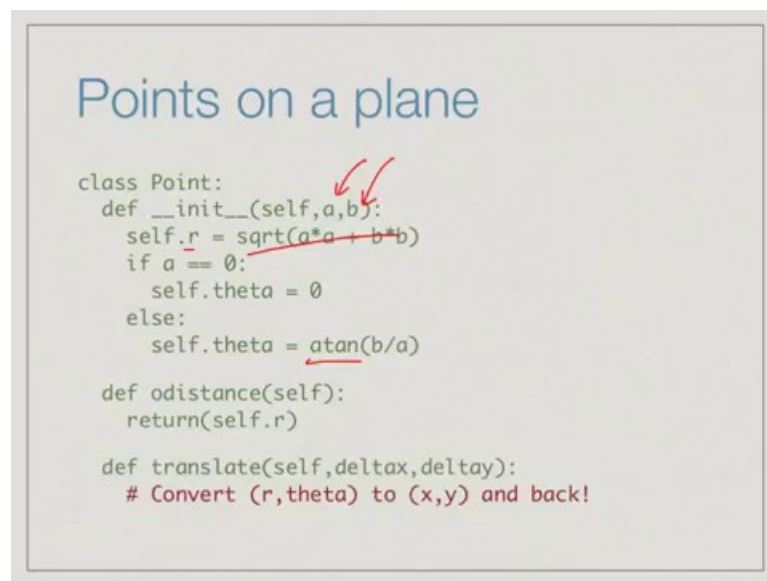 Points on a plane
class Point:
def __init__(self,a,b):
self.r = sqrt(a*a + b*b)
if a == 0:
self.theta = 0
else:
self.theta = atan(b/a)
def odistance(self):
return(self.r)
def translate(self,deltax,deltay):
# Convert (r,theta) to (x,y) and back!